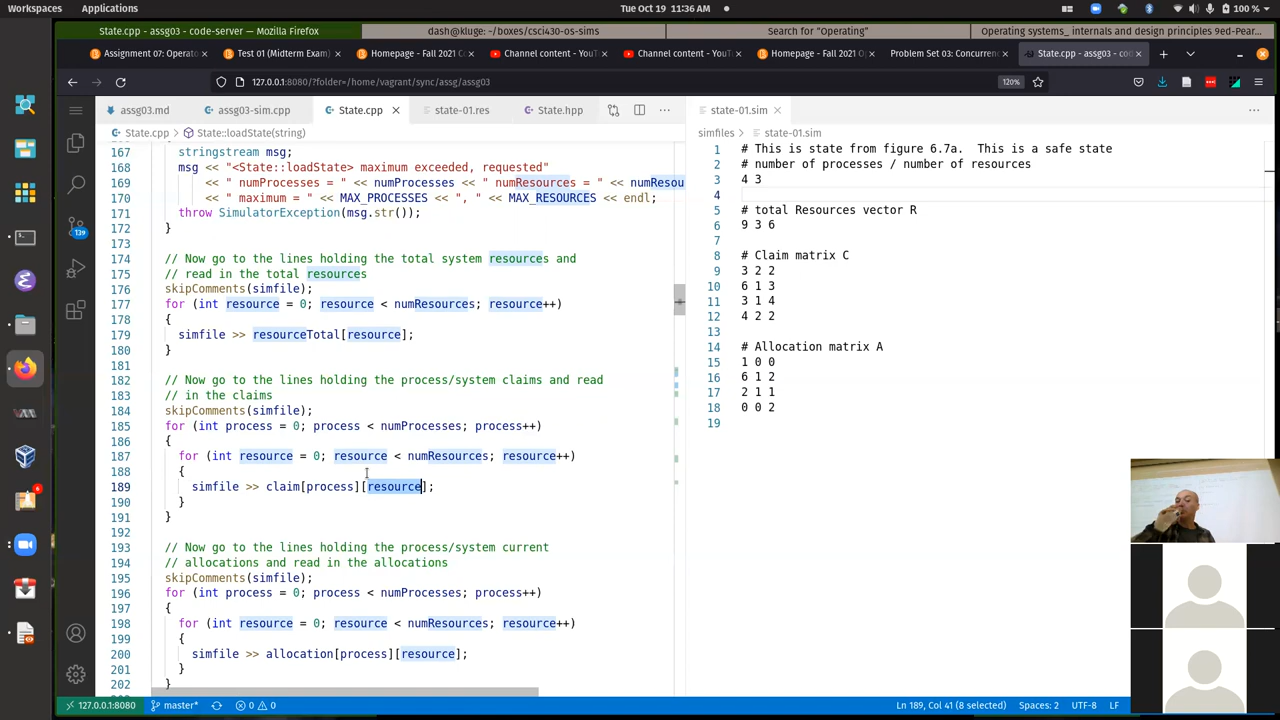 Workspaces Applications Tue Oct 19 11:36 AM 100 %
State.cpp - assg03 - code-server — Mozilla Firefox
dash@kluge: ~/boxes/csci430-os-sims
Search for "Operating"
Operating systems_ internals and design principles 9ed-Pear...
Assignment 07: Operato
Test 01 (Midterm Exam)
Homepage - Fall 2021 Co
Channel content - YouTu
Channel content - YouTu
Homepage - Fall 2021 Op
Problem Set 03: Concurrenc
State.cpp - assg03 - cod
127.0.0.1:8080/?folder=/home/vagrant/sync/assg/assg03
120%
assg03.md
assg03-sim.cpp
State.cpp
state-01.res
State.hpp
state-01.sim
State.cpp > State::loadState(string)
simfiles > state-01.sim
167 stringstream msg;
168 msg << "<State::loadState> maximum exceeded, requested"
169 << " numProcesses = " << numProcesses << " numResources = " << numResou
170 << " maximum = " << MAX_PROCESSES << ", " << MAX_RESOURCES << endl;
171 throw SimulatorException(msg.str());
172 }
173
174 // Now go to the lines holding the total system resources and
175 // read in the total resources
176 skipComments(simfile);
177 for (int resource = 0; resource < numResources; resource++)
178 {
179 simfile >> resourceTotal[resource];
180 }
181
182 // Now go to the lines holding the process/system claims and read
183 // in the claims
184 skipComments(simfile);
185 for (int process = 0; process < numProcesses; process++)
186 {
187 for (int resource = 0; resource < numResources; resource++)
188 {
189 simfile >> claim[process][resource];
190 }
191 }
192
193 // Now go to the lines holding the process/system current
194 // allocations and read in the allocations
195 skipComments(simfile);
196 for (int process = 0; process < numProcesses; process++)
197 {
198 for (int resource = 0; resource < numResources; resource++)
199 {
200 simfile >> allocation[process][resource];
201 }
202 }
1 # This is state from figure 6.7a. This is a safe state
2 # number of processes / number of resources
3 4 3
4
5 # total Resources vector R
6 9 3 6
7
8 # Claim matrix C
9 3 2 2
10 6 1 3
11 3 1 4
12 4 2 2
13
14 # Allocation matrix A
15 1 0 0
16 6 1 2
17 2 1 1
18 0 0 2
19
139
6
127.0.0.1:8080 master* 0 0
Ln 189, Col 41 (8 selected) Spaces: 2 UTF-8 LF